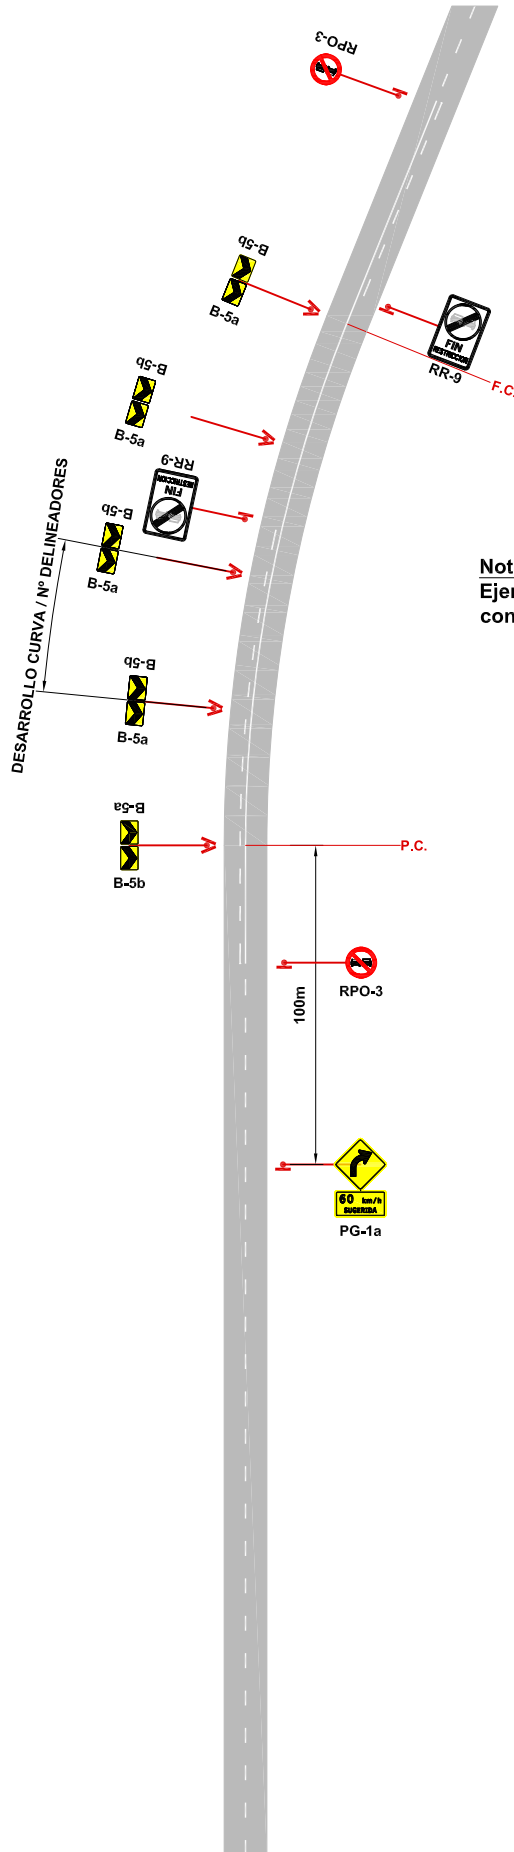 RPO-3
B-5b
B-5a
FIN
RESTRICCION
RR-9
F.C.
B-5b
B-5a
RR-9
RESTRICCION
FIN
B-5b
B-5a
DESARROLLO CURVA / Nº DELINEADORES
Not
Ejer
con
B-5b
B-5a
B-5a
B-5b
P.C.
RPO-3
100m
60 km/h
SUGERIDA
PG-1a